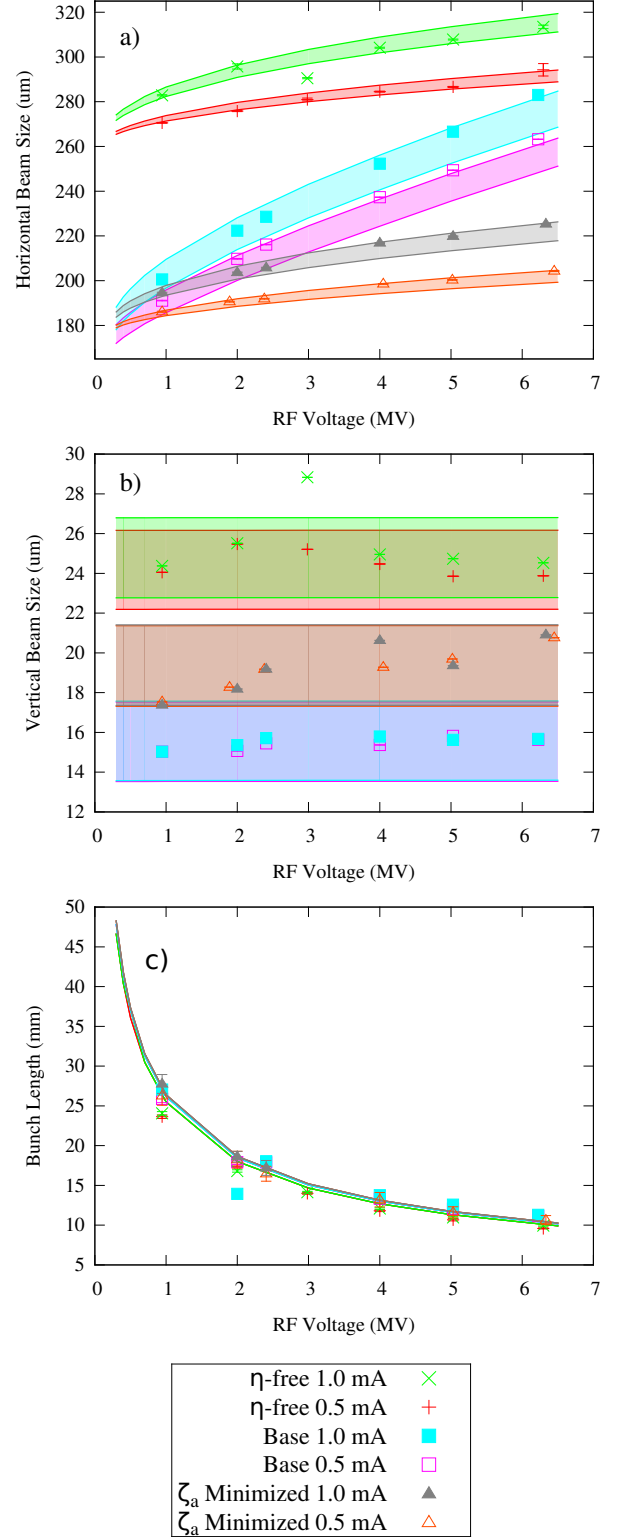 a)
Horizontal Beam Size (um)
320
300
280
260
240
220
200
180
0 1 2 3 4 5 6 7
RF Voltage (MV)
b)
Vertical Beam Size (um)
30
28
26
24
22
20
18
16
14
12
0 1 2 3 4 5 6 7
RF Voltage (MV)
c)
Bunch Length (mm)
50
45
40
35
30
25
20
15
10
5
0 1 2 3 4 5 6 7
RF Voltage (MV)
η-free 1.0 mA
η-free 0.5 mA
Base 1.0 mA
Base 0.5 mA
ζa Minimized 1.0 mA
ζa Minimized 0.5 mA